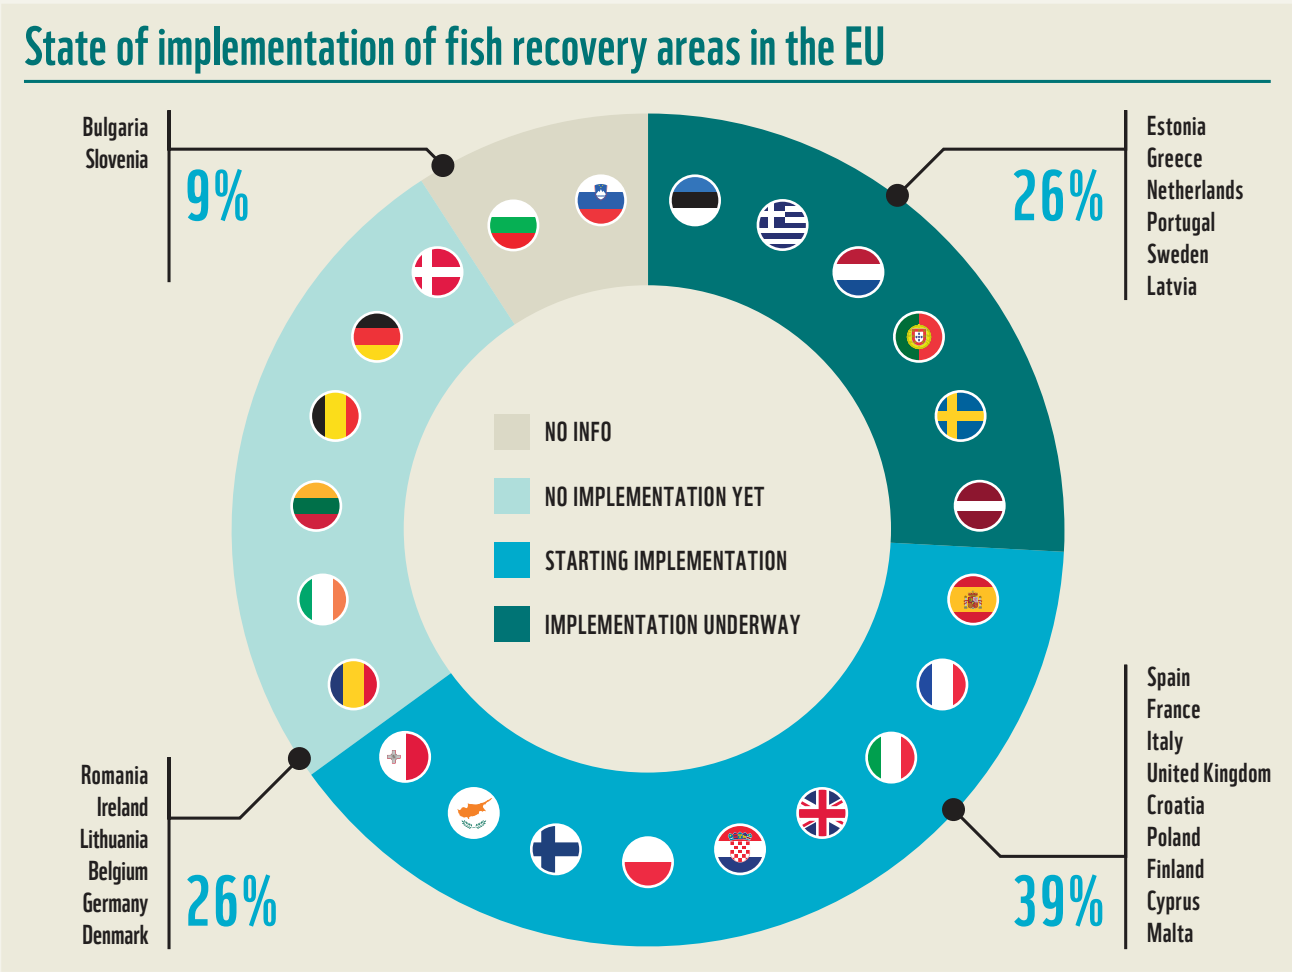 State of implementation of fish recovery areas in the EU
Bulgaria
Slovenia
9%
Estonia
Greece
Netherlands
Portugal
Sweden
Latvia
26%
NO INFO
NO IMPLEMENTATION YET
STARTING IMPLEMENTATION
IMPLEMENTATION UNDERWAY
Romania
Ireland
Lithuania
Belgium
Germany
Denmark
26%
Spain
France
Italy
United Kingdom
Croatia
Poland
Finland
Cyprus
Malta
39%